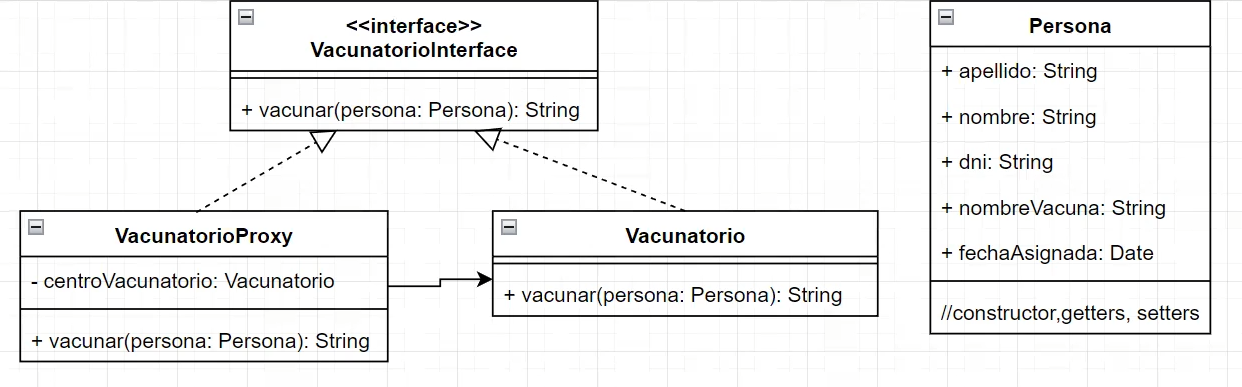 <<interface>>
VacunatorioInterface
+ vacunar(persona: Persona): String
VacunatorioProxy
- centroVacunatorio: Vacunatorio
+ vacunar(persona: Persona): String
Vacunatorio
+ vacunar(persona: Persona): String
Persona
+ apellido: String
+ nombre: String
+ dni: String
+ nombreVacuna: String
+ fechaAsignada: Date
//constructor,getters, setters